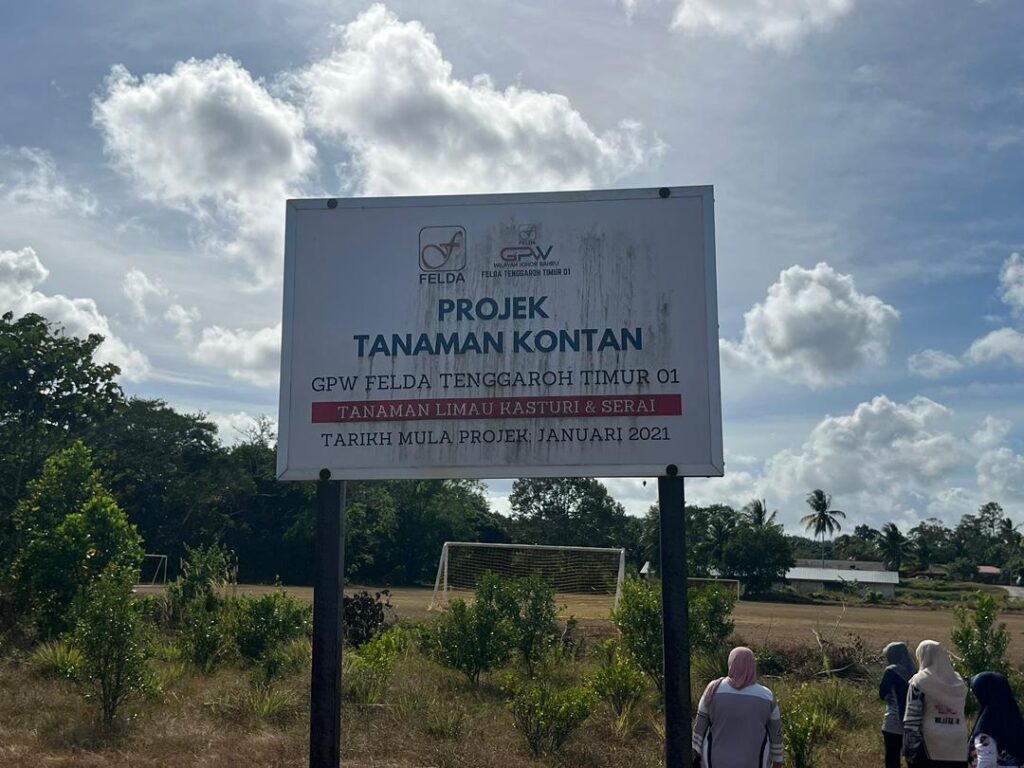 FELDA
FELDA
GPW
WILAYAH JOHOR BAHRU
FELDA TENGGAROH TIMUR 01
PROJEK
TANAMAN KONTAN
GPW FELDA TENGGAROH TIMUR 01
TANAMAN LIMAU KASTURI & SERAI
TARIKH MULA PROJEK; JANUARI 2021